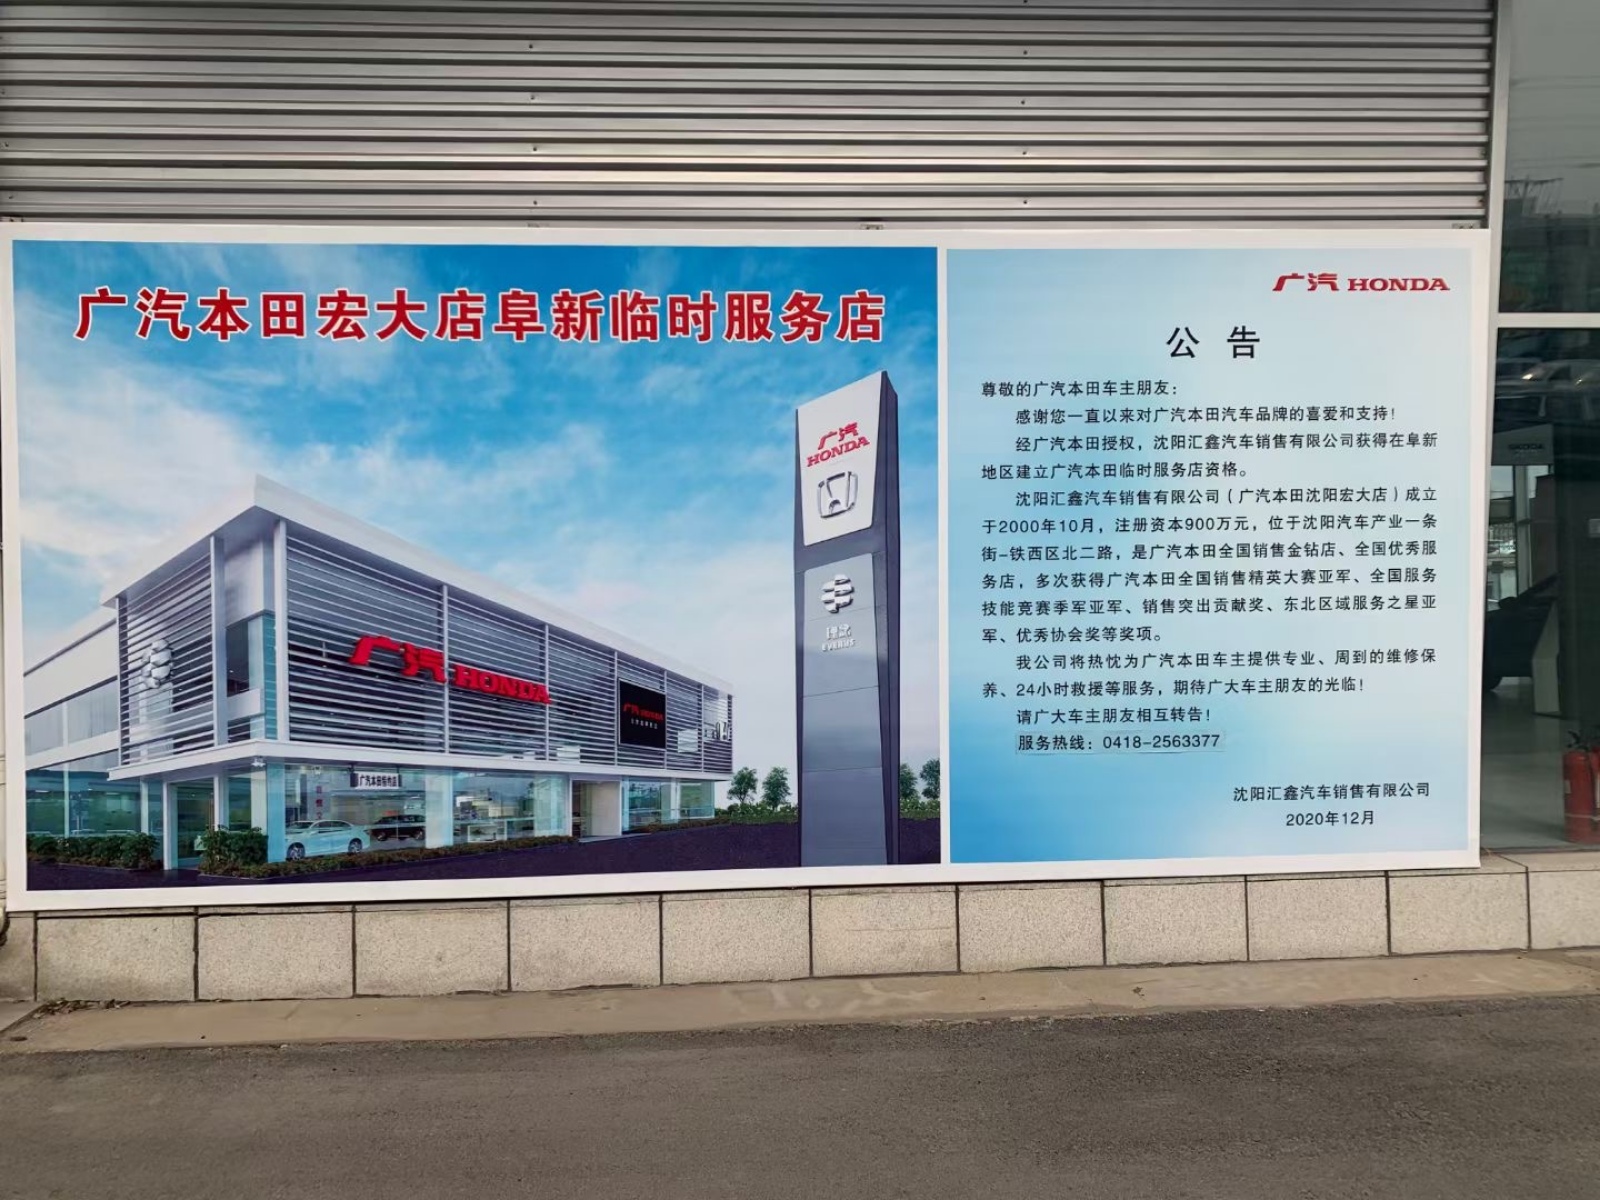 广汽本田宏大店阜新临时服务店
广汽
HONDA
理念
EVERUS
广汽 HONDA
广汽 HONDA
广汽本田特约店
广汽 HONDA
公 告
尊敬的广汽本田车主朋友：
感谢您一直以来对广汽本田汽车品牌的喜爱和支持！
经广汽本田授权，沈阳汇鑫汽车销售有限公司获得在阜新
地区建立广汽本田临时服务店资格。
沈阳汇鑫汽车销售有限公司（广汽本田沈阳宏大店）成立
于2000年10月，注册资本900万元，位于沈阳汽车产业一条
街-铁西区北二路，是广汽本田全国销售金钻店、全国优秀服
务店，多次获得广汽本田全国销售精英大赛亚军、全国服务
技能竞赛季军亚军、销售突出贡献奖、东北区域服务之星亚
军、优秀协会奖等奖项。
我公司将热忱为广汽本田车主提供专业、周到的维修保
养、24小时救援等服务，期待广大车主朋友的光临！
请广大车主朋友相互转告！
服务热线：0418-2563377
沈阳汇鑫汽车销售有限公司
2020年12月